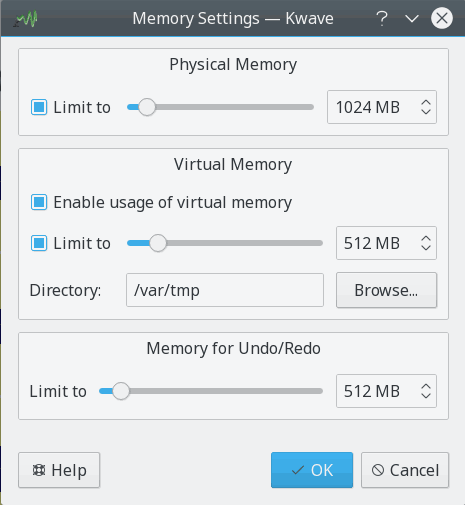 Memory Settings — Kwave
Physical Memory
Limit to 1024 MB
Virtual Memory
Enable usage of virtual memory
Limit to 512 MB
Directory: /var/tmp Browse...
Memory for Undo/Redo
Limit to 512 MB
Help OK Cancel